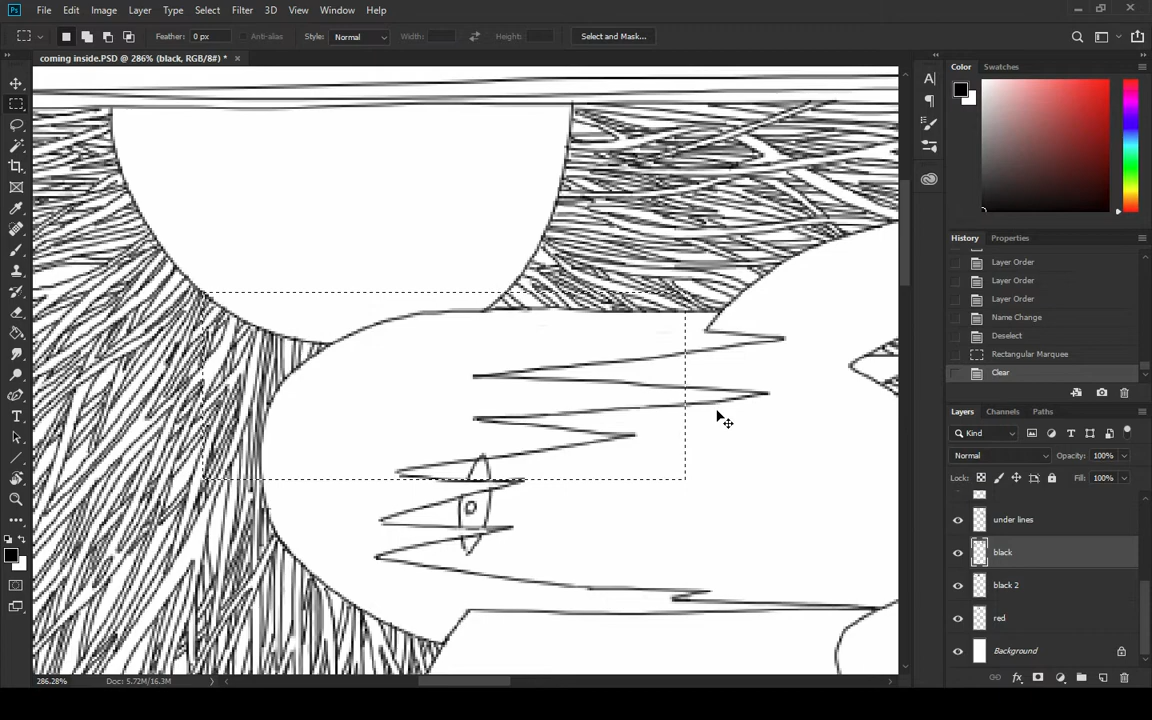 Ps File Edit Image Layer Type Select Filter 3D View Window Help
Feather: 0 px Anti-alias Style: Normal Width: Height: Select and Mask...
coming inside.PSD @ 286% (black, RGB/8#) * ×
Color Swatches
History Properties
Layer Order
Layer Order
Layer Order
Name Change
Deselect
Rectangular Marquee
Clear
Layers Channels Paths
Kind
Normal Opacity: 100%
Lock: Fill: 100%
under lines
black
black 2
red
Background
286.28% Doc: 5.72M/16.3M